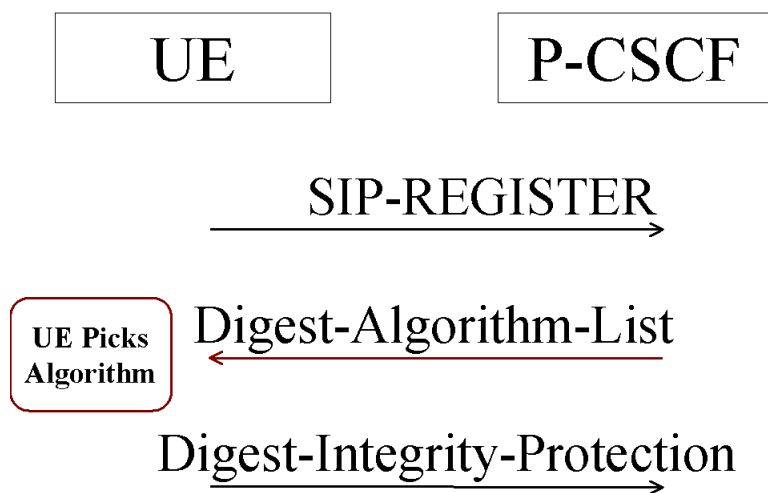 UE
P-CSCF
SIP-REGISTER
Digest-Algorithm-List
UE Picks
Algorithm
Digest-Integrity-Protection